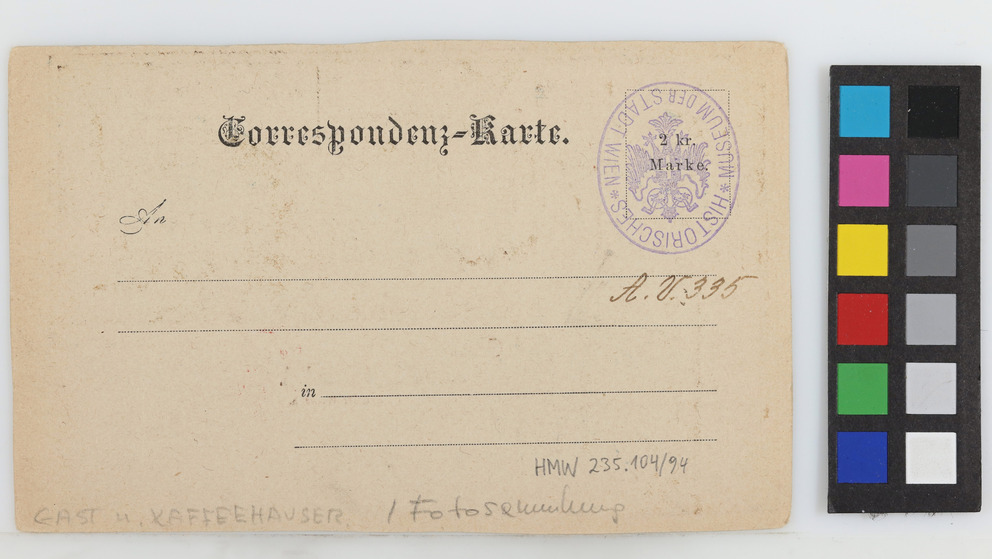 Correspondenz-Karte.
HISTORISCHES * MUSEUM DER STADT WIEN *
2 kr.
Marke.
An
A.V. 335
in
HMW 235.104/94
GAST u. KAFFEEHÄUSER / Fotosammlung